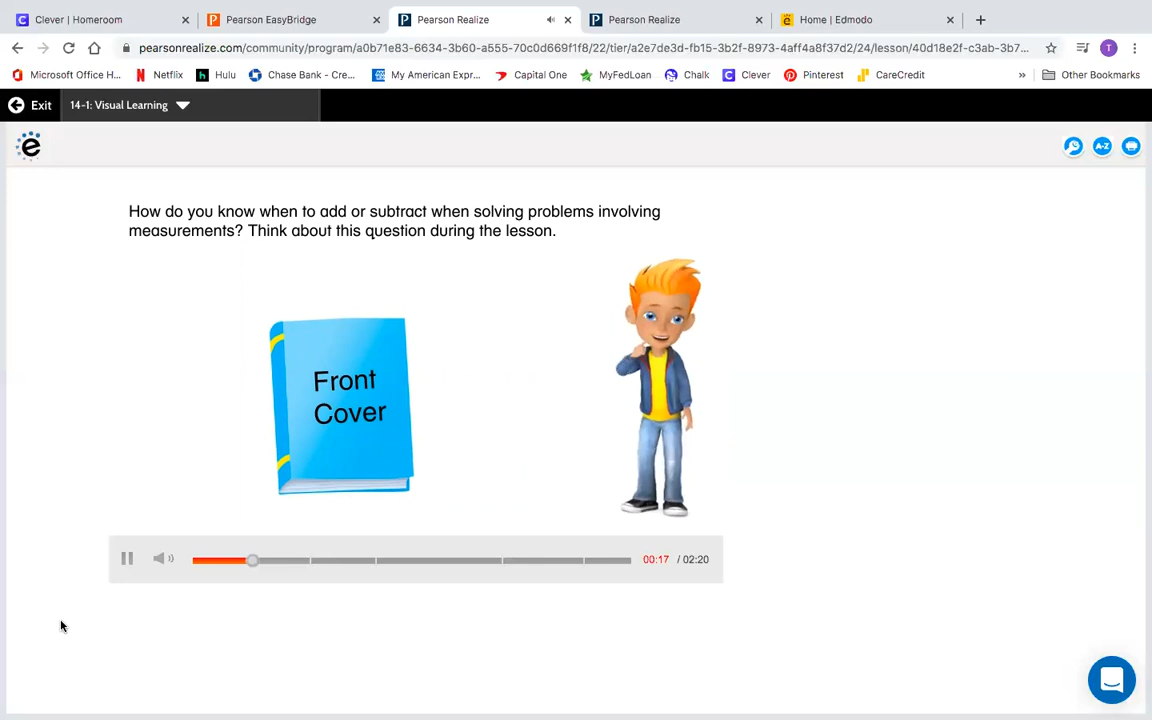 Clever | Homeroom
Pearson EasyBridge
Pearson Realize
Pearson Realize
Home | Edmodo
pearsonrealize.com/community/program/a0b71e83-6634-3b60-a555-70c0d669f1f8/22/tier/a2e7de3d-fb15-3b2f-8973-4aff4a8f37d2/24/lesson/40d18e2f-c3ab-3b7...
T
Microsoft Office H...
Netflix
Hulu
Chase Bank - Cre...
My American Expr...
Capital One
MyFedLoan
Chalk
Clever
Pinterest
CareCredit
»
Other Bookmarks
Exit
14-1: Visual Learning
e
A-Z
How do you know when to add or subtract when solving problems involving
measurements? Think about this question during the lesson.
Front
Cover
00:17 / 02:20